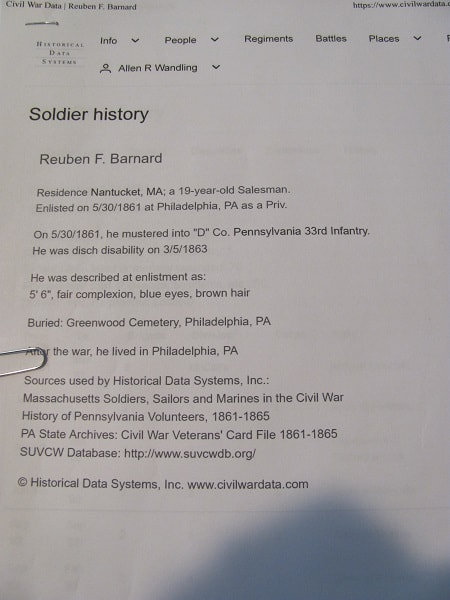 Civil War Data | Reuben F. Barnard
https://www.civilwardata.
HISTORICAL
DATA
SYSTEMS
Info People Regiments Battles Places
Allen R Wandling
Soldier history
Reuben F. Barnard
Residence Nantucket, MA; a 19-year-old Salesman.
Enlisted on 5/30/1861 at Philadelphia, PA as a Priv.
On 5/30/1861, he mustered into "D" Co. Pennsylvania 33rd Infantry.
He was disch disability on 3/5/1863
He was described at enlistment as:
5' 6", fair complexion, blue eyes, brown hair
Buried: Greenwood Cemetery, Philadelphia, PA
After the war, he lived in Philadelphia, PA
Sources used by Historical Data Systems, Inc.:
Massachusetts Soldiers, Sailors and Marines in the Civil War
History of Pennsylvania Volunteers, 1861-1865
PA State Archives: Civil War Veterans' Card File 1861-1865
SUVCW Database: http://www.suvcwdb.org/
© Historical Data Systems, Inc. www.civilwardata.com